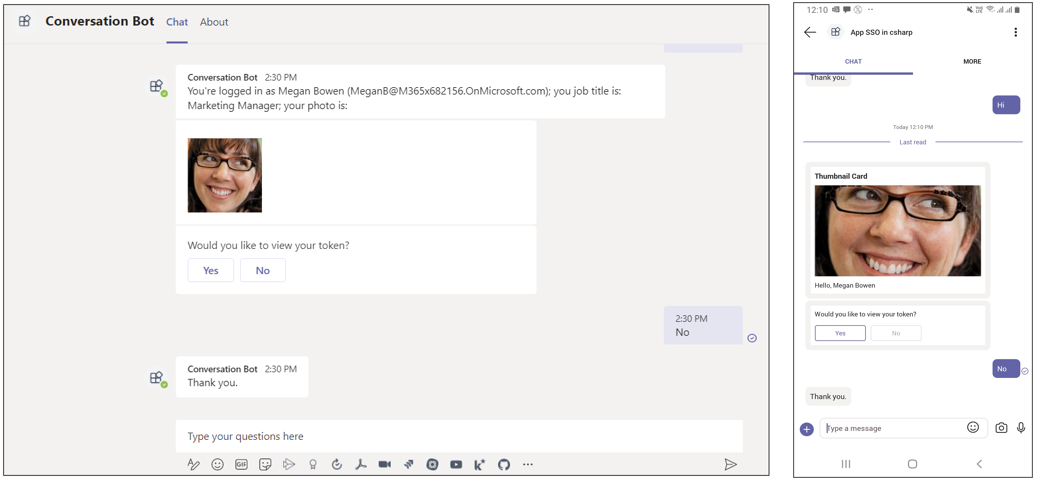 Conversation Bot Chat About
Conversation Bot 2:30 PM
You're logged in as Megan Bowen (MeganB@M365x682156.OnMicrosoft.com); you job title is:
Marketing Manager; your photo is:
Would you like to view your token?
Yes No
2:30 PM
No
Conversation Bot 2:30 PM
Thank you.
Type your questions here
GIF
12:10
App SSO in csharp
CHAT MORE
Thank you.
Hi
Today 12:10 PM
Last read
Thumbnail Card
Hello, Megan Bowen
Would you like to view your token?
Yes No
No
Thank you.
Type a message